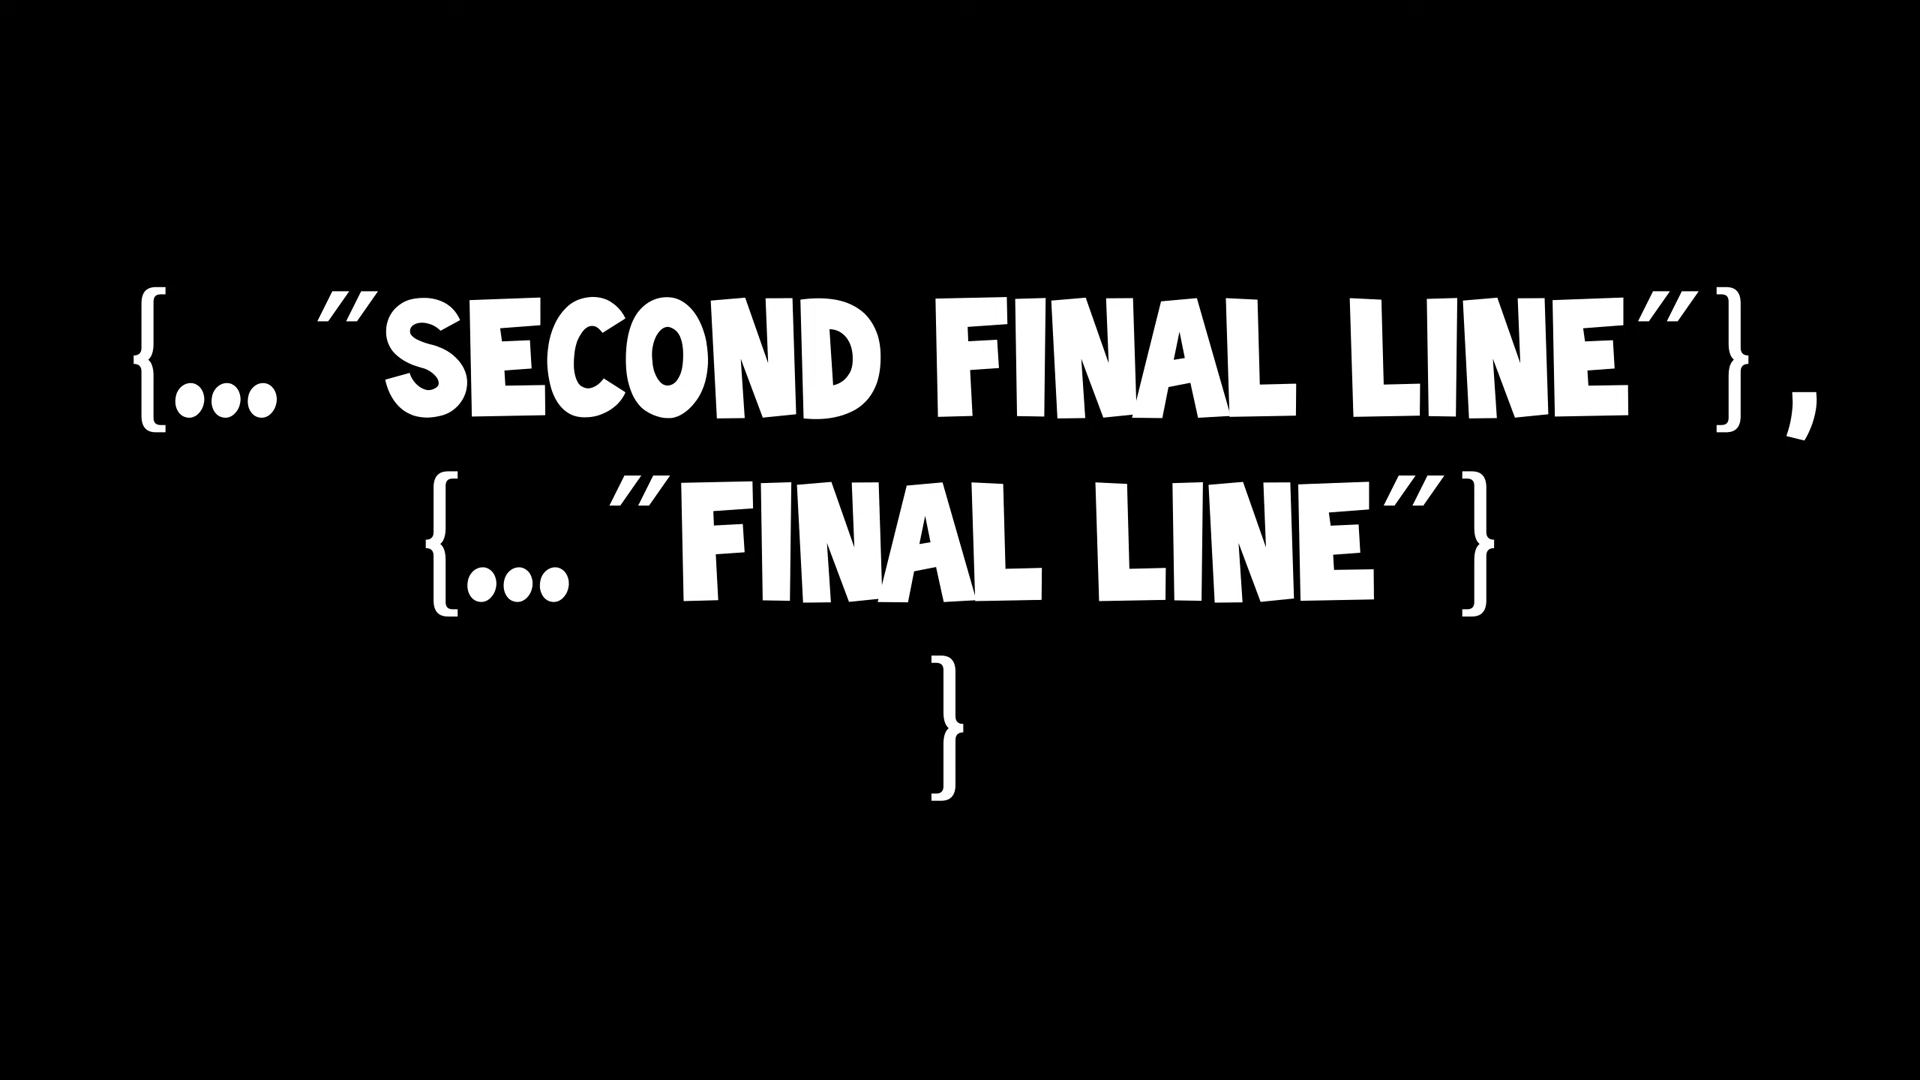 {... "SECOND FINAL LINE"} ,
{... "FINAL LINE"}
}